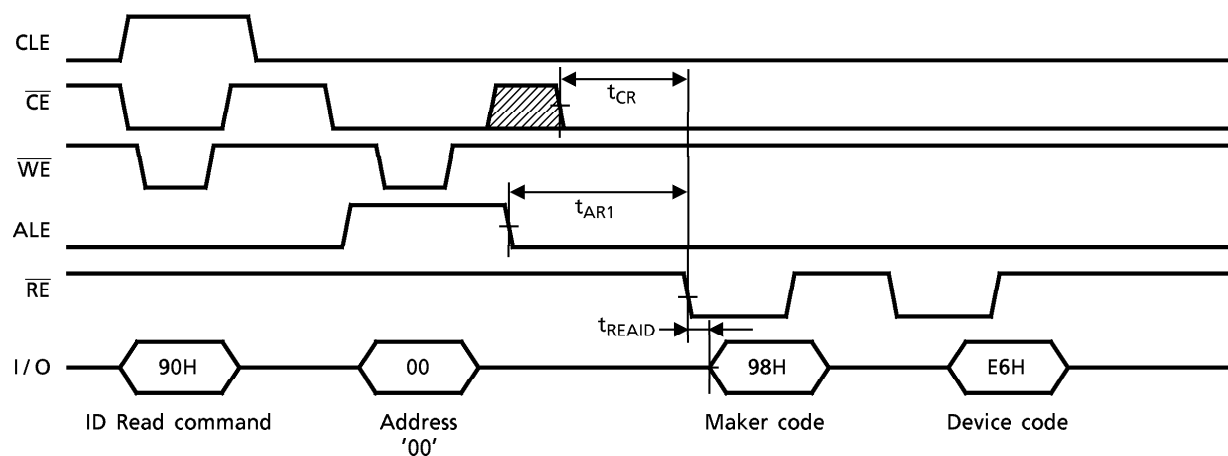 CLE
CE
tCR
WE
tAR1
ALE
RE
tREAID
I/O 90H 00 98H E6H
ID Read command Address Maker code Device code
'00'